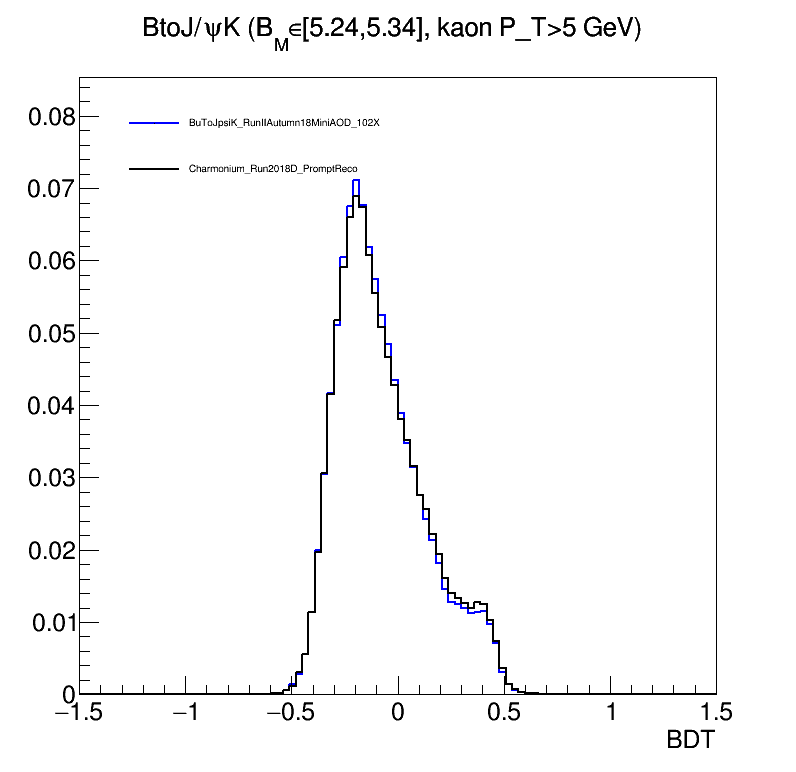 BtoJ/ψK (B_M∈[5.24,5.34], kaon P_T>5 GeV)
0.08
BuToJpsiK_RunIIAutumn18MiniAOD_102X
Charmonium_Run2018D_PromptReco
0.07
0.06
0.05
0.04
0.03
0.02
0.01
0
−1.5 −1 −0.5 0 0.5 1 1.5
BDT